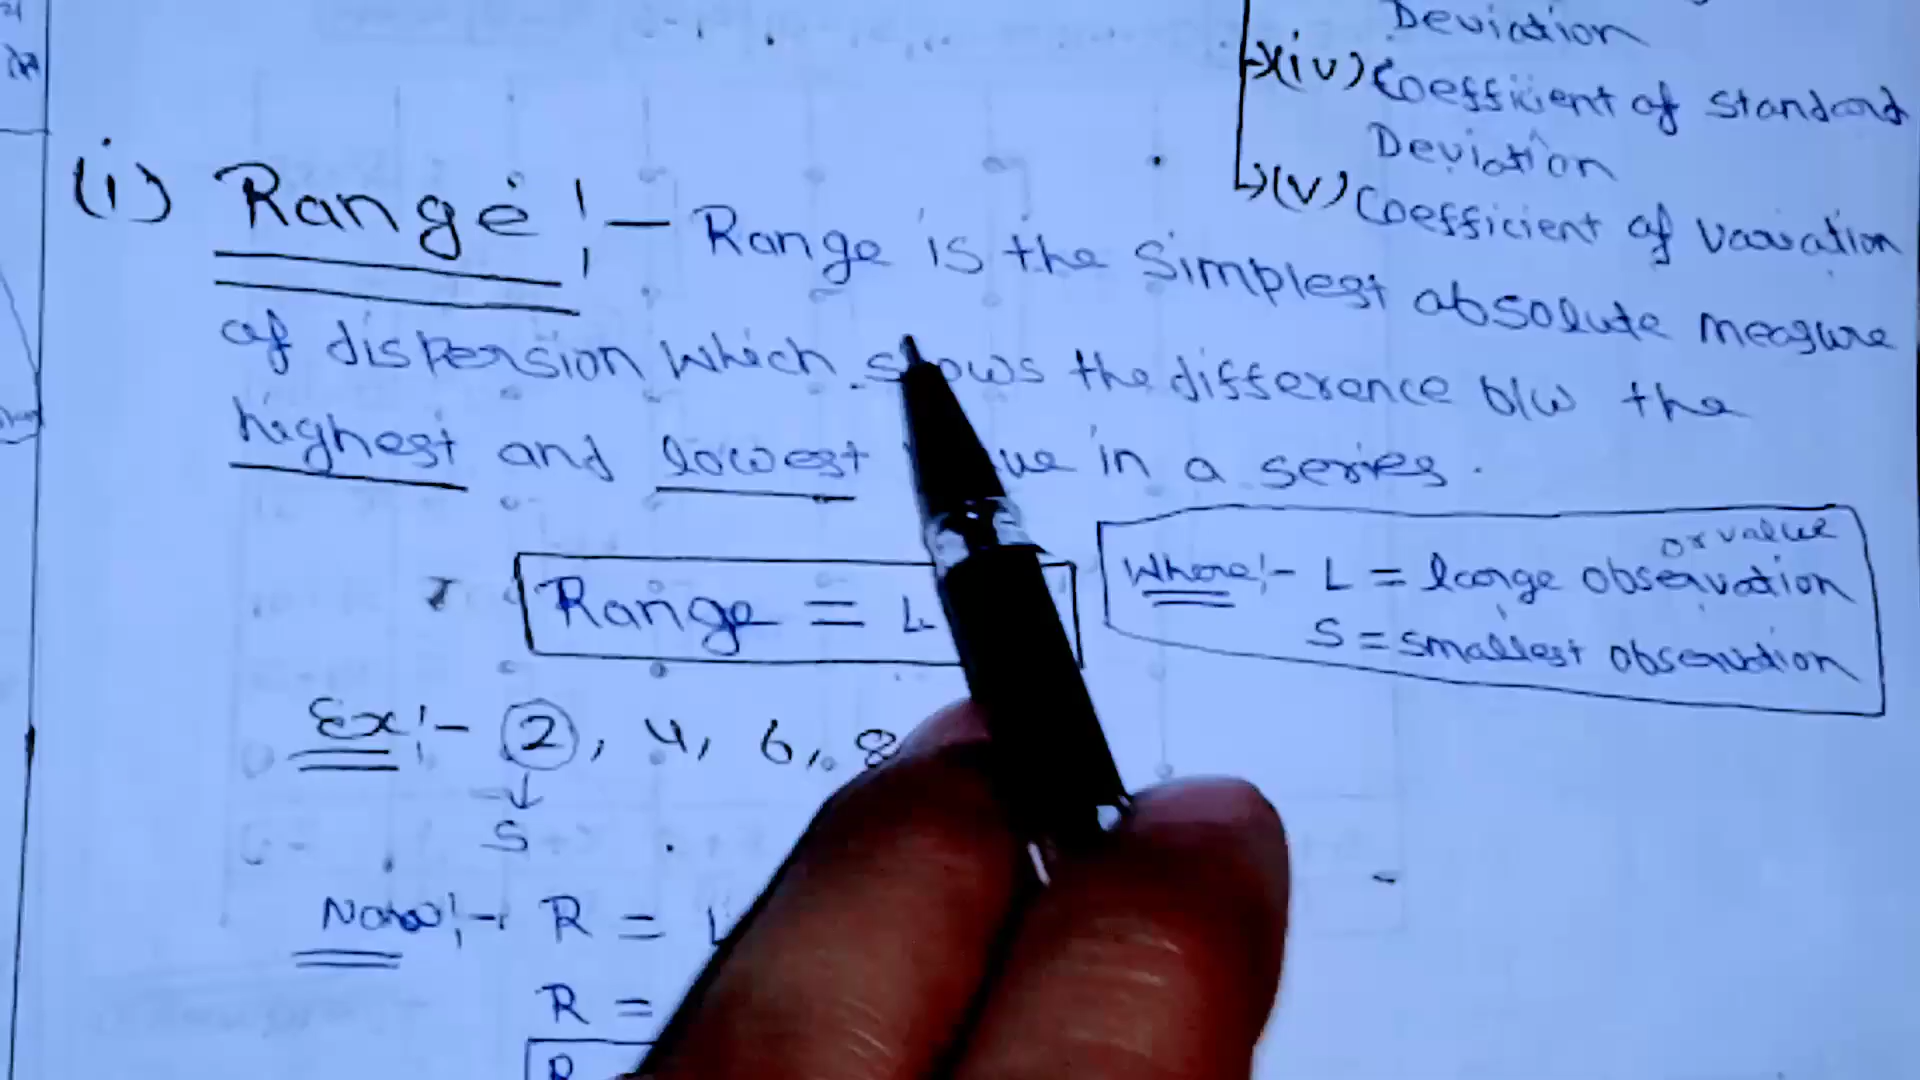 Deviation
(iv) Coefficient of standard
Deviation
(v) Coefficient of variation
(i) Range :- Range is the simplest absolute measure
of dispersion which shows the difference b/w the
highest and lowest in a series.
Range = L
Where:- L = large observation or value
S = smallest observation
Ex:- 2, 4, 6, 8
S
Now:- R = L
R =
R